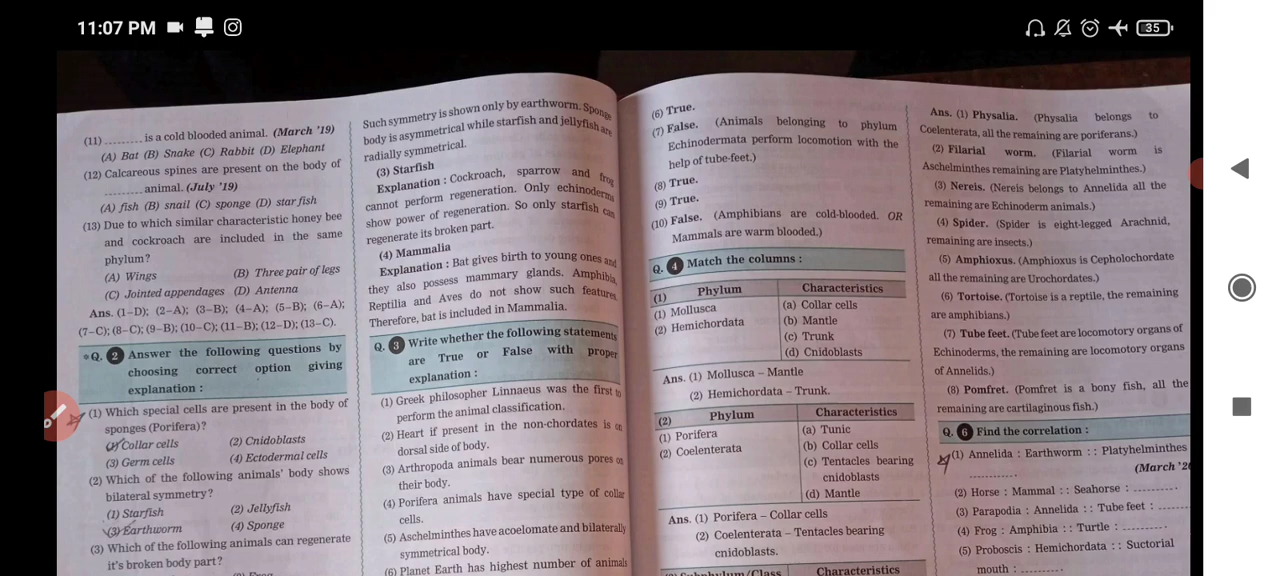 11:07 PM
35
(11) ......... is a cold blooded animal. (March '19)
(A) Bat (B) Snake (C) Rabbit (D) Elephant
(12) Calcareous spines are present on the body of
......... animal. (July '19)
(A) fish (B) snail (C) sponge (D) star fish
(13) Due to which similar characteristic honey bee
and cockroach are included in the same
phylum?
(A) Wings (B) Three pair of legs
(C) Jointed appendages (D) Antenna
Ans. (1–D); (2–A); (3–B); (4–A); (5–B); (6–A);
(7–C); (8–C); (9–B); (10–C); (11–B); (12–D); (13–C).
*Q. 2 Answer the following questions by
choosing correct option giving
explanation :
(1) Which special cells are present in the body of
sponges (Porifera)?
(1) Collar cells (2) Cnidoblasts
(3) Germ cells (4) Ectodermal cells
(2) Which of the following animals' body shows
bilateral symmetry?
(1) Starfish (2) Jellyfish
(3) Earthworm (4) Sponge
(3) Which of the following animals can regenerate
it's broken body part?
Such symmetry is shown only by earthworm. Sponge
body is asymmetrical while starfish and jellyfish are
radially symmetrical.
(3) Starfish
Explanation : Cockroach, sparrow and frog
cannot perform regeneration. Only echinoderms
show power of regeneration. So only starfish can
regenerate its broken part.
(4) Mammalia
Explanation : Bat gives birth to young ones and
they also possess mammary glands. Amphibia,
Reptilia and Aves do not show such features.
Therefore, bat is included in Mammalia.
Q. 3 Write whether the following statements
are True or False with proper
explanation :
(1) Greek philosopher Linnaeus was the first to
perform the animal classification.
(2) Heart if present in the non-chordates is on
dorsal side of body.
(3) Arthropoda animals bear numerous pores on
their body.
(4) Porifera animals have special type of collar
cells.
(5) Aschelminthes have acoelomate and bilaterally
symmetrical body.
(6) Planet Earth has highest number of animals
(6) True.
(7) False. (Animals belonging to phylum
Echinodermata perform locomotion with the
help of tube-feet.)
(8) True.
(9) True.
(10) False. (Amphibians are cold-blooded. OR
Mammals are warm blooded.)
Q. 4 Match the columns :
(1) Phylum Characteristics
(1) Mollusca (a) Collar cells
(2) Hemichordata (b) Mantle
(c) Trunk
(d) Cnidoblasts
Ans. (1) Mollusca – Mantle
(2) Hemichordata – Trunk.
(2) Phylum Characteristics
(1) Porifera (a) Tunic
(2) Coelenterata (b) Collar cells
(c) Tentacles bearing
cnidoblasts
(d) Mantle
Ans. (1) Porifera – Collar cells
(2) Coelenterata – Tentacles bearing
cnidoblasts.
(3) Subphylum/Class Characteristics
Ans. (1) Physalia. (Physalia belongs to
Coelenterata, all the remaining are poriferans.)
(2) Filarial worm. (Filarial worm is
Aschelminthes remaining are Platyhelminthes.)
(3) Nereis. (Nereis belongs to Annelida all the
remaining are Echinoderm animals.)
(4) Spider. (Spider is eight-legged Arachnid,
remaining are insects.)
(5) Amphioxus. (Amphioxus is Cepholochordate
all the remaining are Urochordates.)
(6) Tortoise. (Tortoise is a reptile, the remaining
are amphibians.)
(7) Tube feet. (Tube feet are locomotory organs of
Echinoderms, the remaining are locomotory organs
of Annelids.)
(8) Pomfret. (Pomfret is a bony fish, all the
remaining are cartilaginous fish.)
Q. 6 Find the correlation :
(1) Annelida : Earthworm : : Platyhelminthes
......... (March '20
(2) Horse : Mammal : : Seahorse : .........
(3) Parapodia : Annelida : : Tube feet : .........
(4) Frog : Amphibia : : Turtle : .........
(5) Proboscis : Hemichordata : : Suctorial
mouth : .........